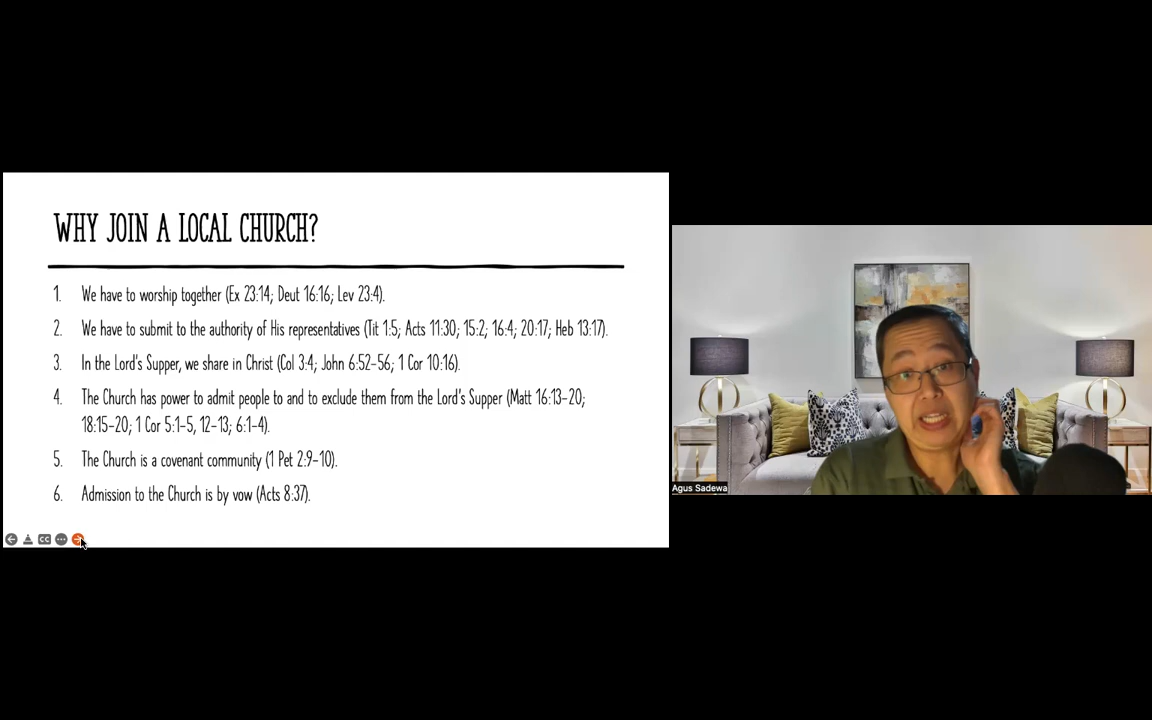 WHY JOIN A LOCAL CHURCH?
1. We have to worship together (Ex 23:14; Deut 16:16; Lev 23:4).
2. We have to submit to the authority of His representatives (Tit 1:5; Acts 11:30; 15:2; 16:4; 20:17; Heb 13:17).
3. In the Lord's Supper, we share in Christ (Col 3:4; John 6:52-56; 1 Cor 10:16).
4. The Church has power to admit people to and to exclude them from the Lord's Supper (Matt 16:13-20;
18:15-20; 1 Cor 5:1-5, 12-13; 6:1-4).
5. The Church is a covenant community (1 Pet 2:9-10).
6. Admission to the Church is by vow (Acts 8:37).
CC
Agus Sadewa